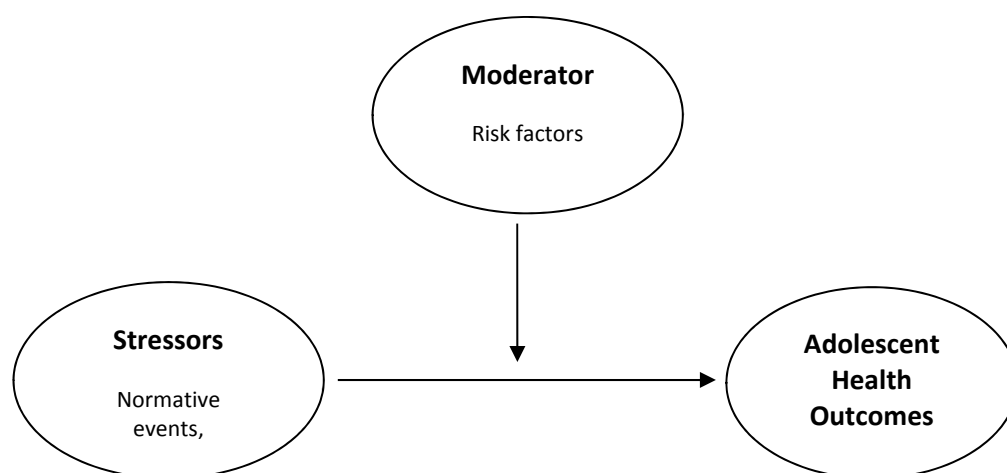 Moderator
Risk factors
Stressors
Normative
events,
Adolescent
Health
Outcomes